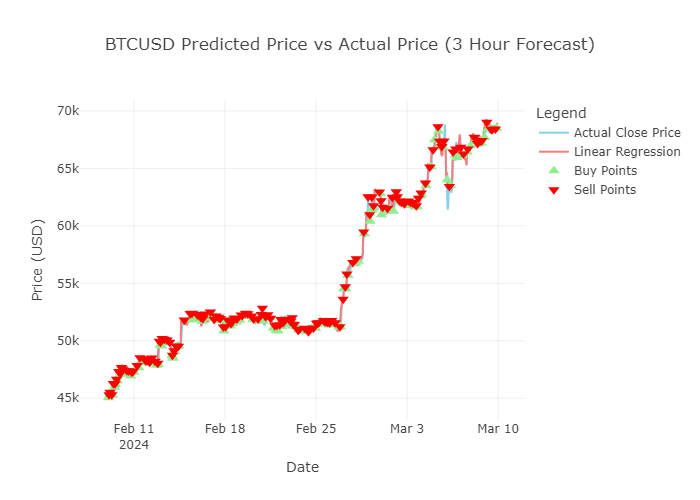 BTCUSD Predicted Price vs Actual Price (3 Hour Forecast)
70k
65k
60k
55k
50k
45k
Price (USD)
Feb 11
2024
Feb 18
Feb 25
Mar 3
Mar 10
Date
Legend
Actual Close Price
Linear Regression
Buy Points
Sell Points